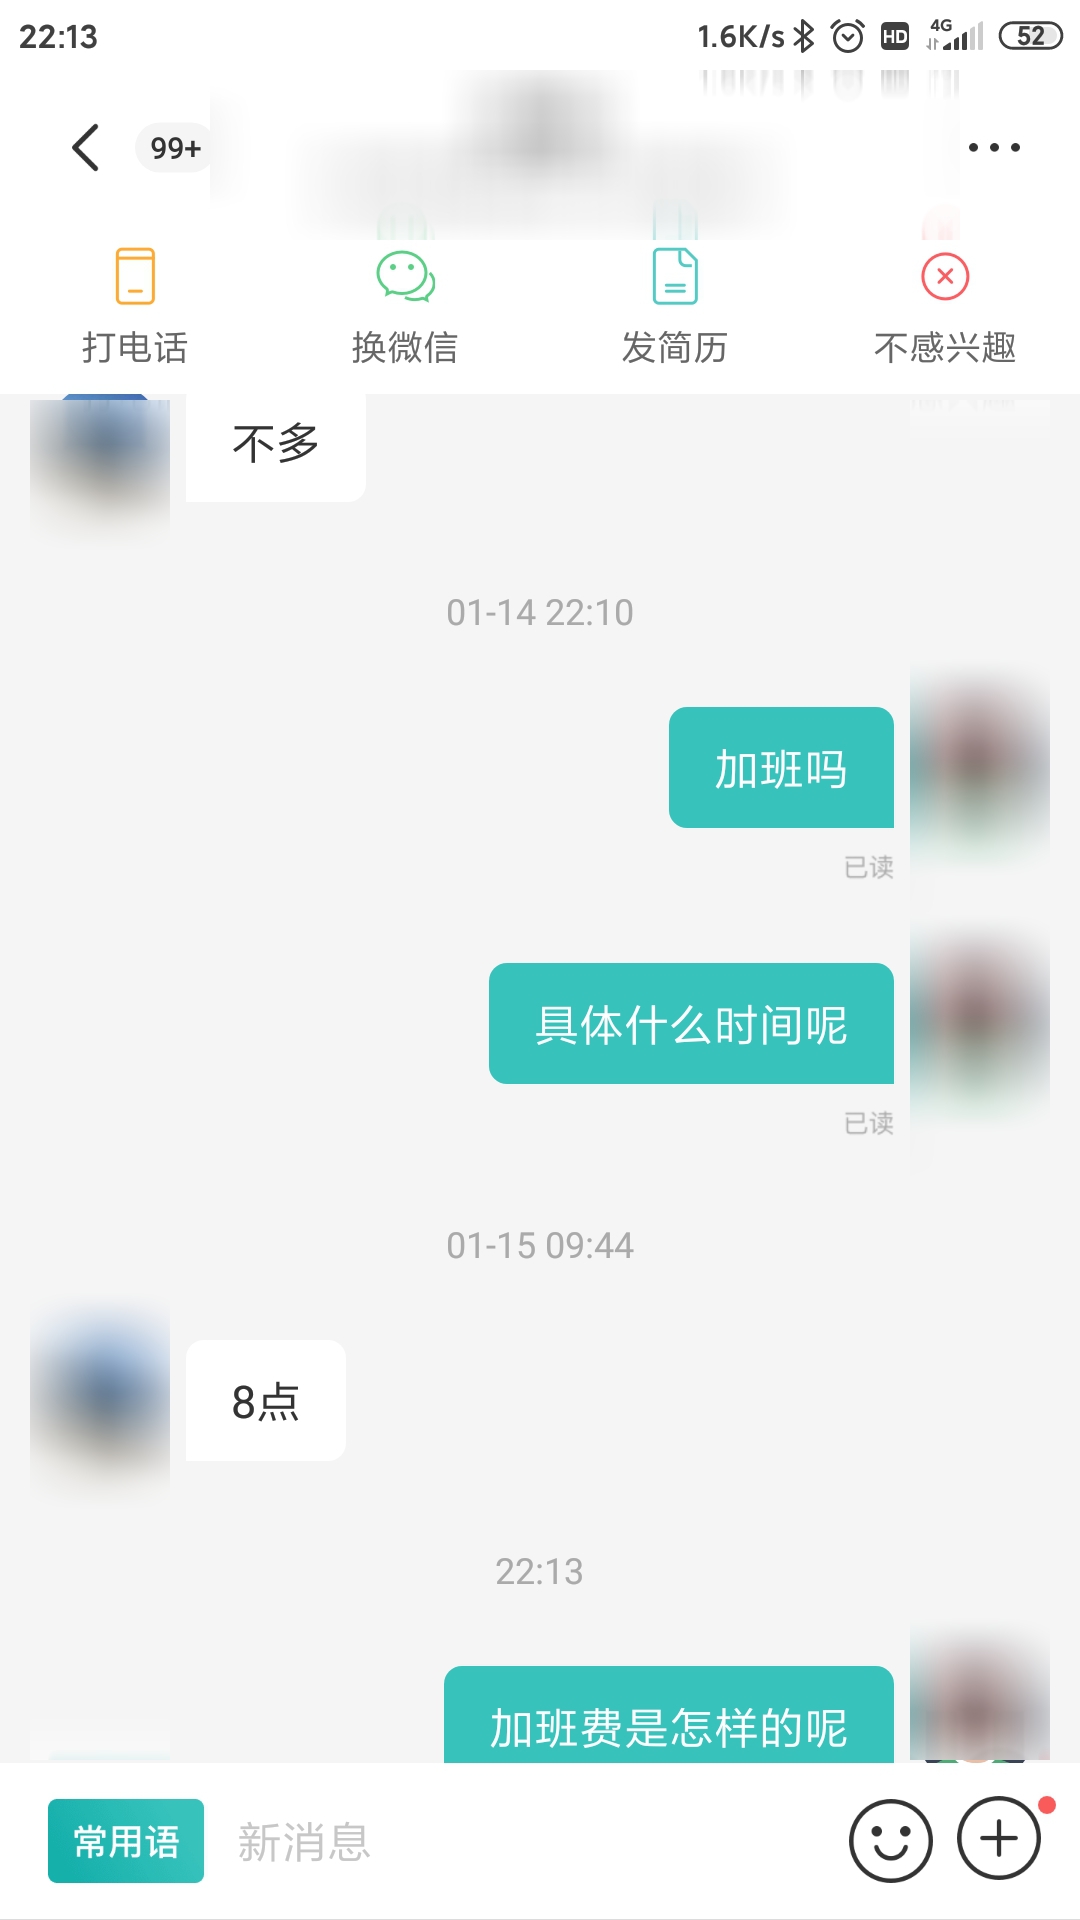 22:13
1.6K/s HD 4G 52
99+
打电话 换微信 发简历 不感兴趣
不多
01-14 22:10
加班吗
已读
具体什么时间呢
已读
01-15 09:44
8点
22:13
加班费是怎样的呢
常用语 新消息